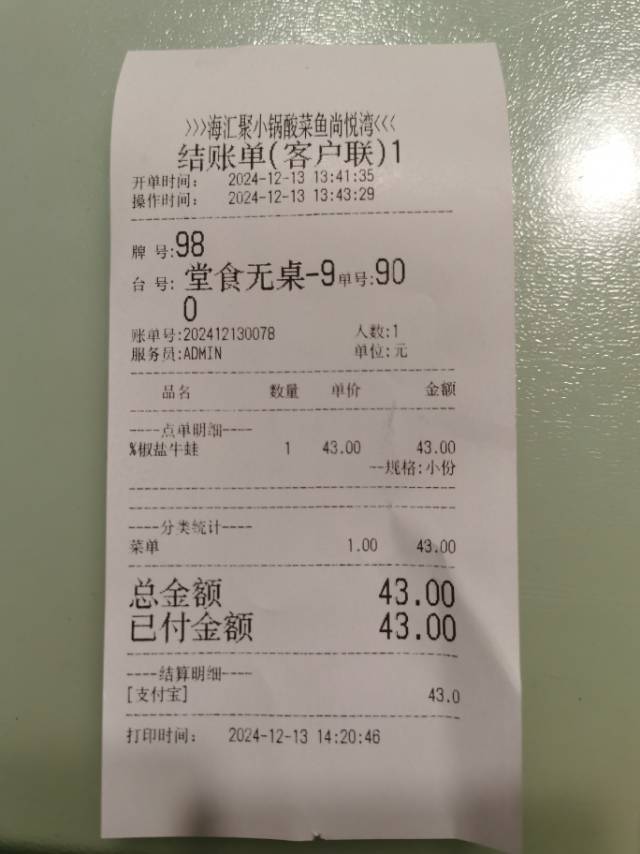 >>>海汇聚小锅酸菜鱼尚悦湾<<<
结账单(客户联)1
开单时间: 2024-12-13 13:41:35
操作时间: 2024-12-13 13:43:29
牌 号:98
台 号: 堂食无桌-9 单号:90
0
账单号:202412130078 人数:1
服务员:ADMIN 单位:元
品名 数量 单价 金额
----点单明细----
%椒盐牛蛙 1 43.00 43.00
--规格:小份
----分类统计----
菜单 1.00 43.00
总金额 43.00
已付金额 43.00
----结算明细----
[支付宝] 43.0
打印时间: 2024-12-13 14:20:46